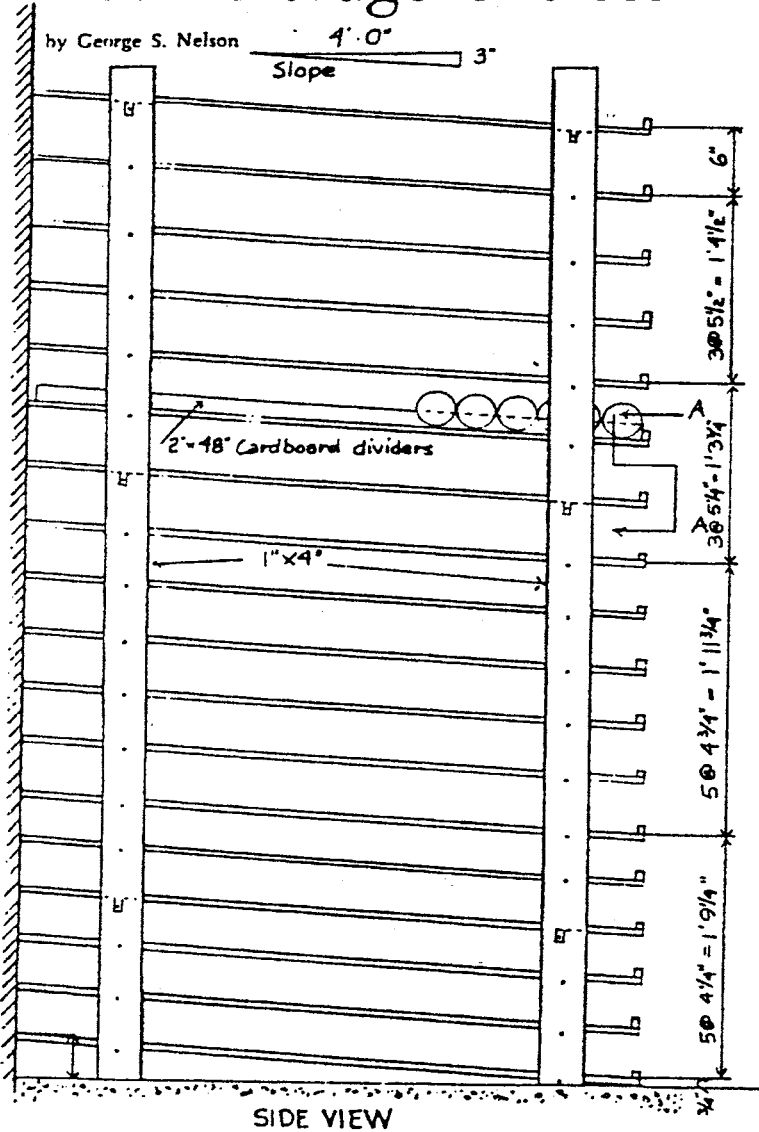 by George S. Nelson
4'-0"
3"
Slope
6"
3@5½" = 1'4½"
A
2"×48" Cardboard dividers
3@5¼"=1'3¾
A
1"×4"
5@4¾" = 1'11¾"
5@4¼"=1'9¼"
¾"
SIDE VIEW